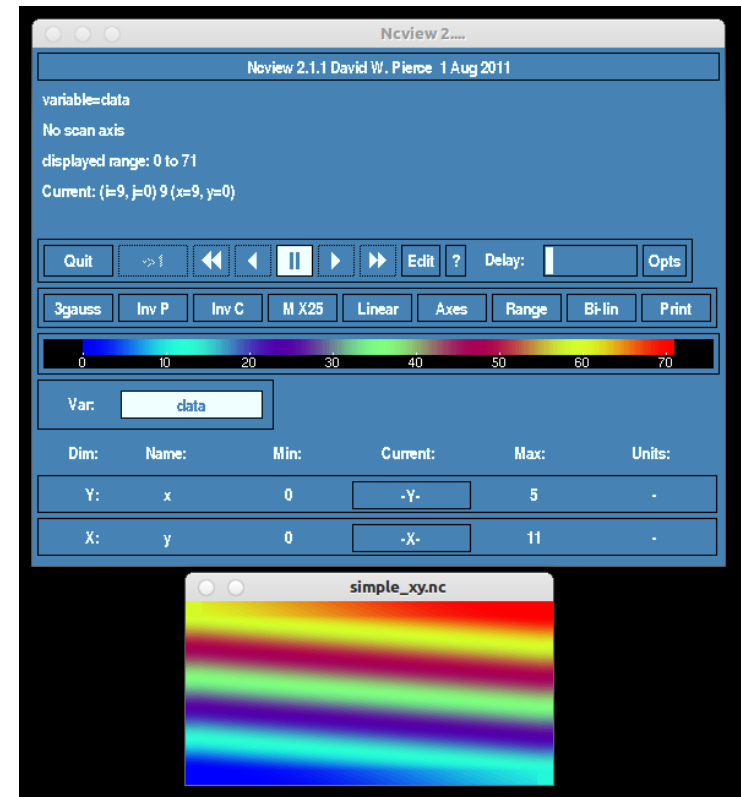 Ncview 2....
Ncview 2.1.1 David W. Pierce 1 Aug 2011
variable=data
No scan axis
displayed range: 0 to 71
Current: (i=9, j=0) 9 (x=9, y=0)
Quit ->1 Edit ? Delay: Opts
3gauss Inv P Inv C M X25 Linear Axes Range Bi-lin Print
0 10 20 30 40 50 60 70
Var: data
Dim: Name: Min: Current: Max: Units:
Y: x 0 -Y- 5 -
X: y 0 -X- 11 -
simple_xy.nc